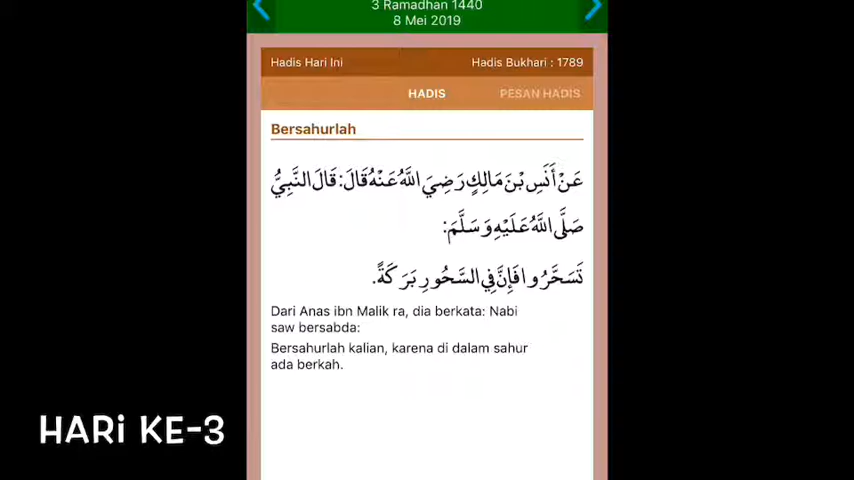 3 Ramadhan 1440
8 Mei 2019
Hadis Hari Ini
Hadis Bukhari : 1789
HADIS
PESAN HADIS
Bersahurlah
عَنْ أَنَسِ بْنَ مَالِكٍ رَضِيَ اللَّهُ عَنْهُ قَالَ: قَالَ النَّبِيُّ
صَلَّى اللَّهُ عَلَيْهِ وَسَلَّمَ:
تَسَحَّرُوا فَإِنَّ فِي السَّحُورِ بَرَكَةً.
Dari Anas ibn Malik ra, dia berkata: Nabi
saw bersabda:
Bersahurlah kalian, karena di dalam sahur
ada berkah.
HARi KE-3